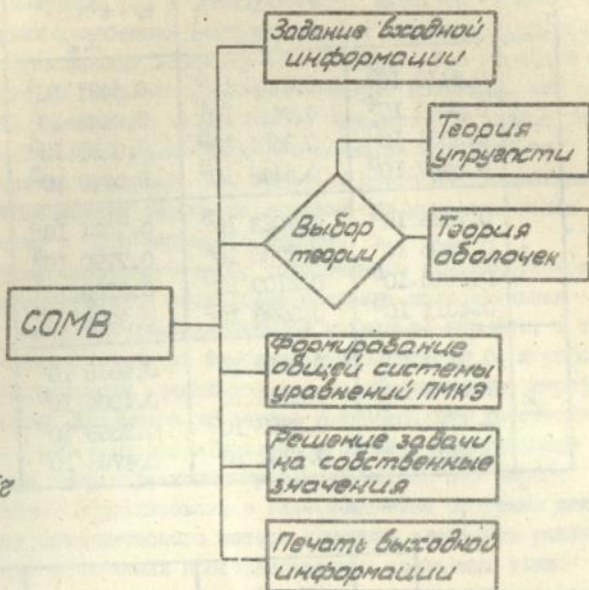 Задание входной
информации
Теория
упругости
Выбор
теории
Теория
оболочек
COMB
Формирование
общей системы
уравнений ПМКЭ
Решение задачи
на собственные
значения
Печать выходной
информации